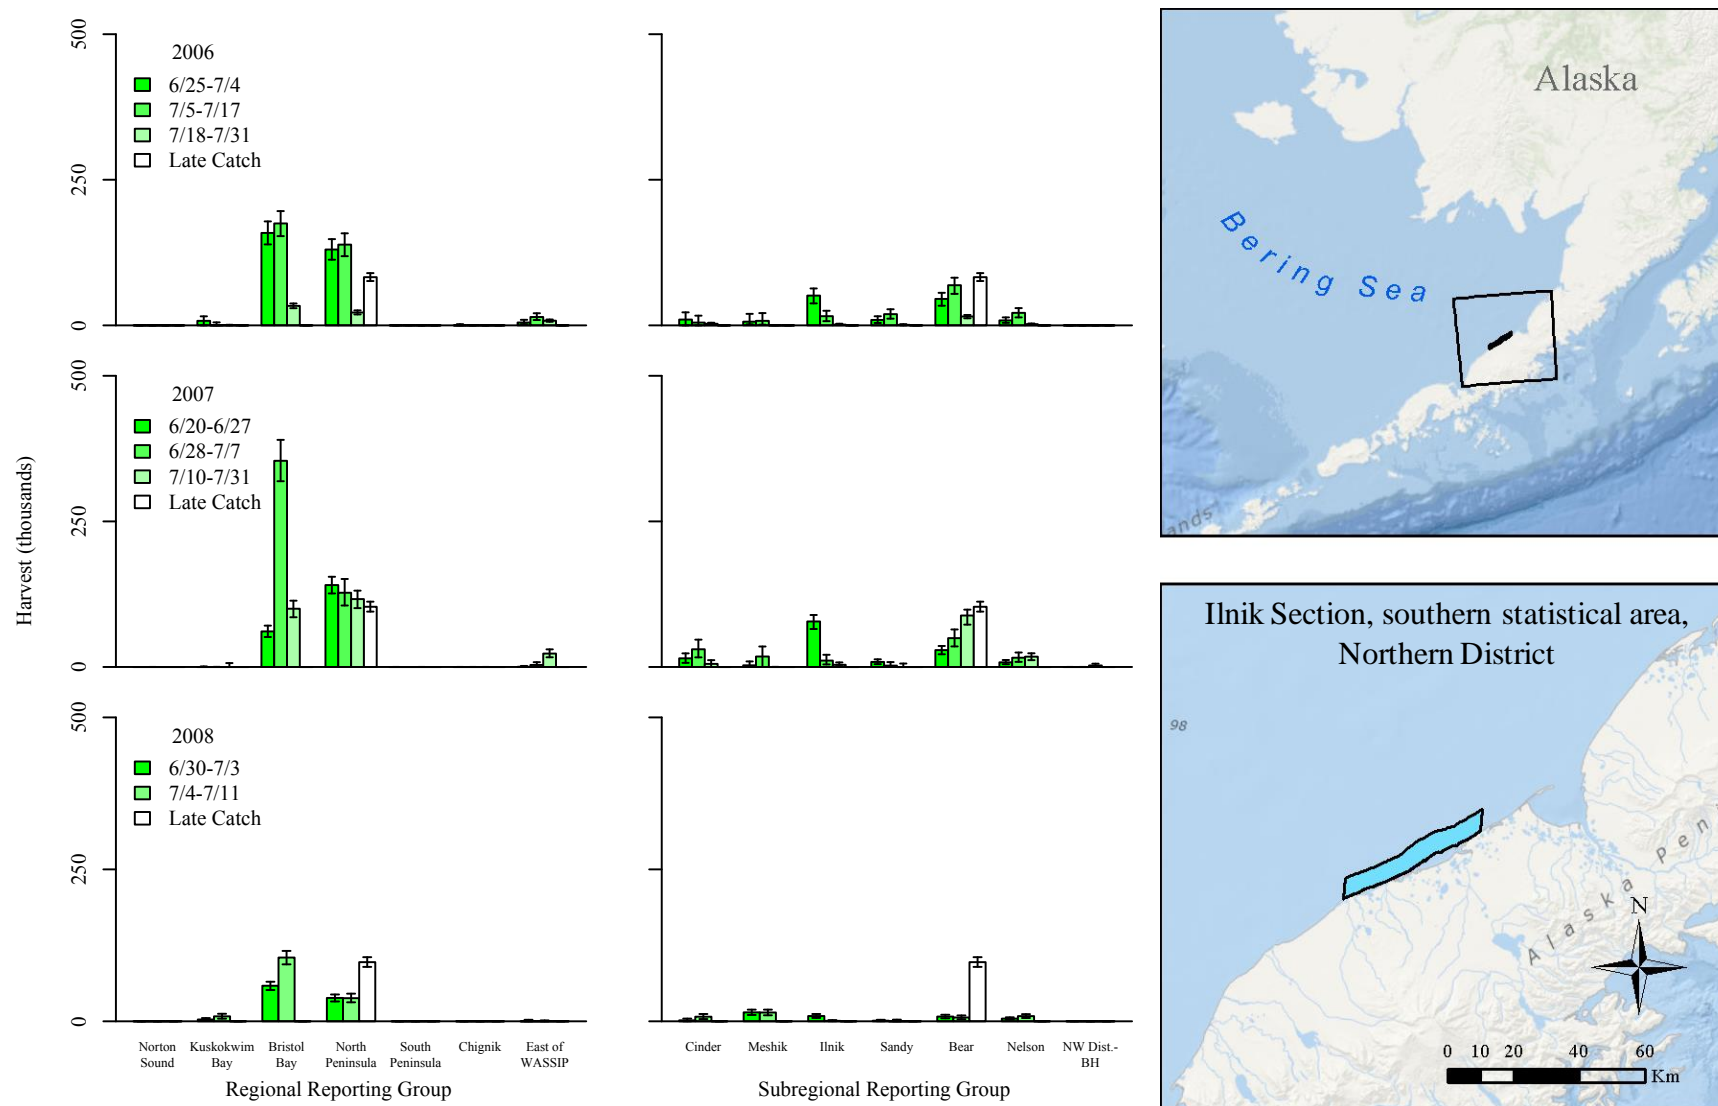 Harvest (thousands)
500
250
0
2006
6/25-7/4
7/5-7/17
7/18-7/31
Late Catch
500
250
0
2007
6/20-6/27
6/28-7/7
7/10-7/31
Late Catch
500
250
0
2008
6/30-7/3
7/4-7/11
Late Catch
Norton Sound
Kuskokwim Bay
Bristol Bay
North Peninsula
South Peninsula
Chignik
East of WASSIP
Regional Reporting Group
Cinder
Meshik
Ilnik
Sandy
Bear
Nelson
NW Dist.-BH
Subregional Reporting Group
Alaska
Bering Sea
ands
Ilnik Section, southern statistical area,
Northern District
98
Alaska Pen
N
0 10 20 40 60
Km